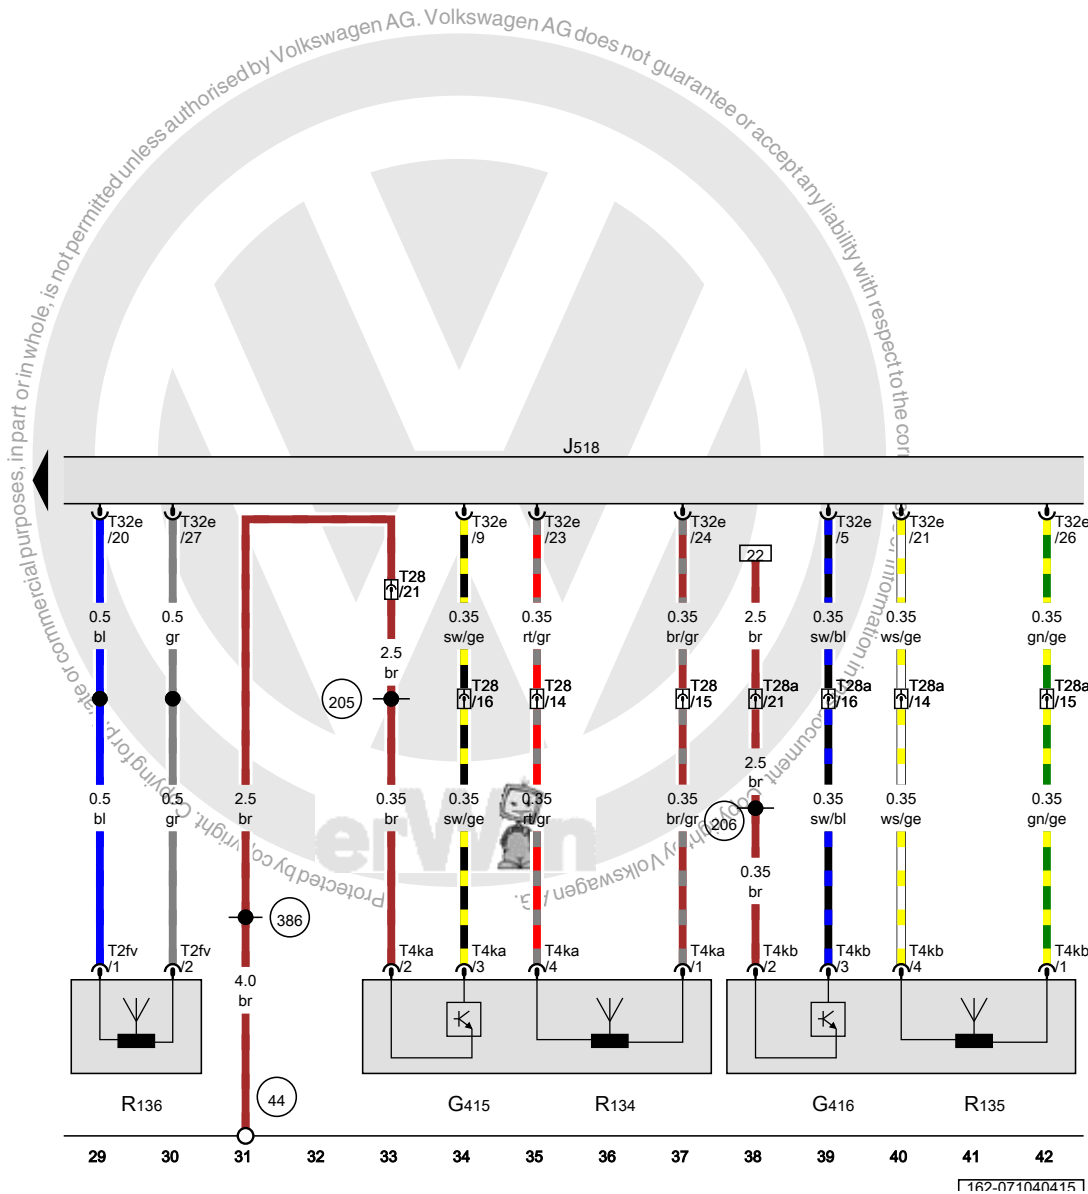 Protected by copyright. Copying for private or commercial purposes, in part or in whole, is not permitted unless authorised by Volkswagen AG. Volkswagen AG does not guarantee or accept any liability with respect to the information in document. Copyright by Volkswagen AG.
J518
T32e T32e T32e T32e T32e T32e T32e T32e
/20 /27 /9 /23 /24 /5 /21 /26
22
T28
/21
0.5 0.5 0.35 0.35 0.35 2.5 0.35 0.35 0.35
bl gr sw/ge rt/gr br/gr br sw/bl ws/ge gn/ge
2.5
br
205
T28 T28 T28 T28a T28a T28a T28a
/16 /14 /15 /21 /16 /14 /15
2.5
br
0.5 0.5 2.5 0.35 0.35 0.35 0.35 0.35 0.35 0.35
bl gr br br sw/ge rt/gr br/gr sw/bl ws/ge gn/ge
206
erWin
0.35
br
386
T2fv T2fv T4ka T4ka T4ka T4ka T4kb T4kb T4kb T4kb
/1 /2 /2 /3 /4 /1 /2 /3 /4 /1
4.0
br
44
R136 G415 R134 G416 R135
29 30 31 32 33 34 35 36 37 38 39 40 41 42
162-071040415